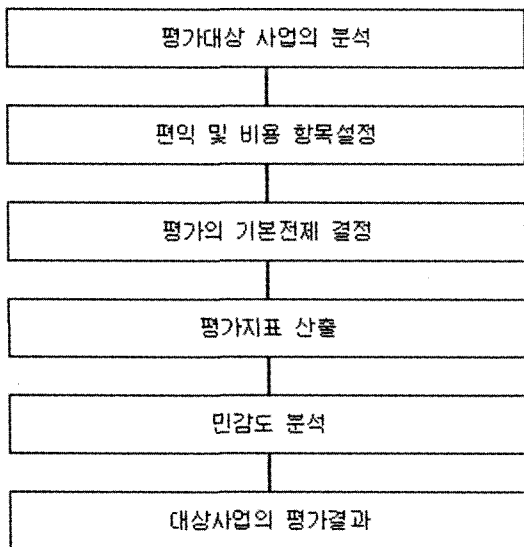 평가대상 사업의 분석
편익 및 비용 항목설정
평가의 기본전제 결정
평가지표 산출
민감도 분석
대상사업의 평가결과